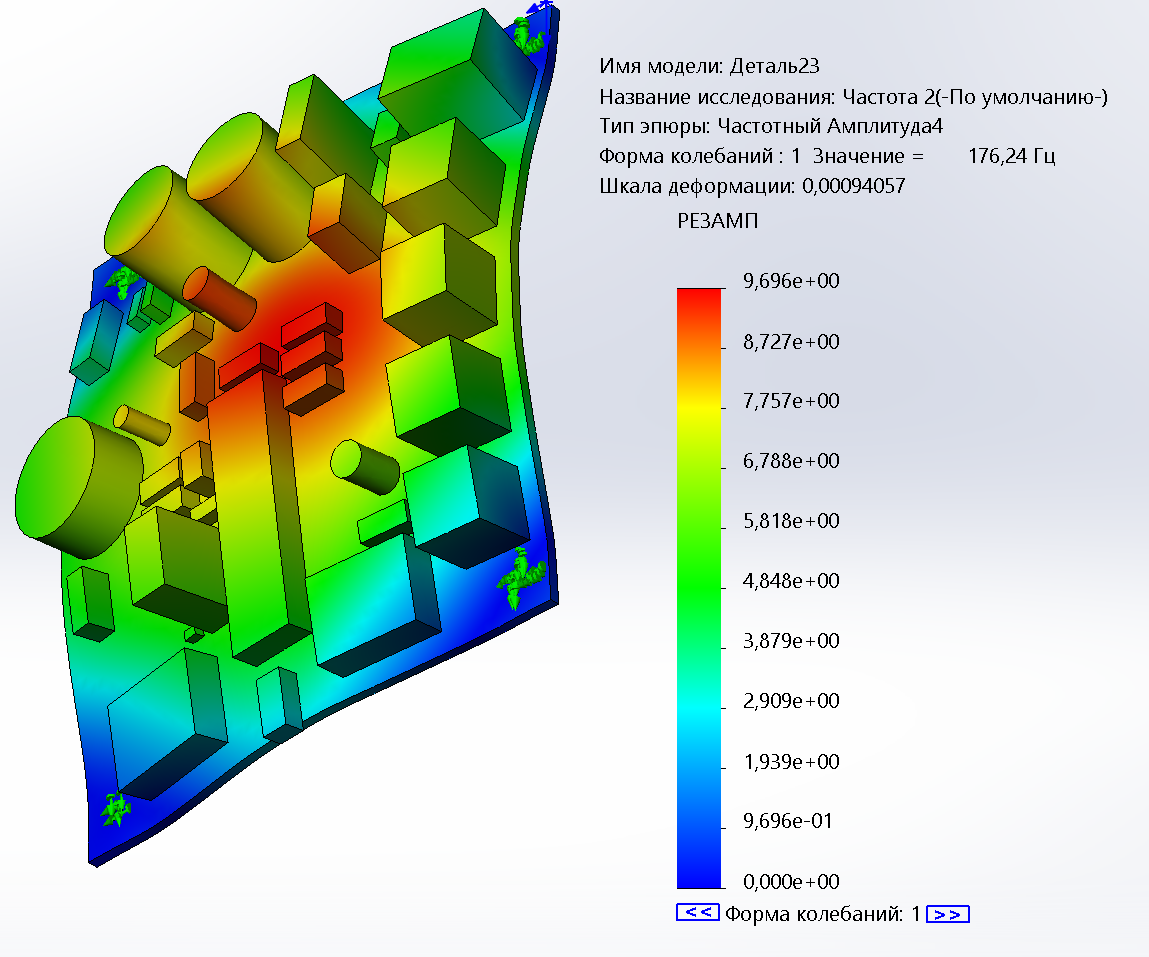 Имя модели: Деталь23
Название исследования: Частота 2(-По умолчанию-)
Тип эпюры: Частотный Амплитуда4
Форма колебаний : 1 Значение = 176,24 Гц
Шкала деформации: 0,00094057
РЕЗАМП
9,696e+00
8,727e+00
7,757e+00
6,788e+00
5,818e+00
4,848e+00
3,879e+00
2,909e+00
1,939e+00
9,696e-01
0,000e+00
<< Форма колебаний: 1 >>